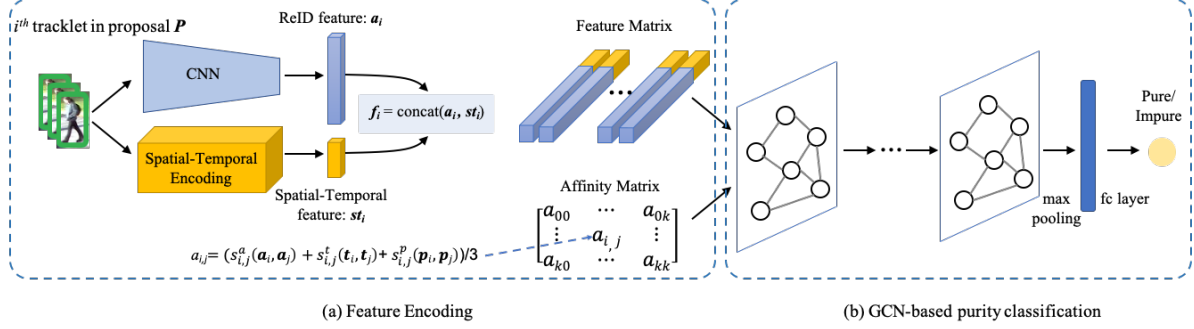 i^th tracklet in proposal P
ReID feature: a_i
CNN
f_i = concat(a_i, st_i)
Spatial-Temporal
Encoding
Spatial-Temporal
feature: st_i
Feature Matrix
...
Affinity Matrix
a_00 ... a_0k
⋮ a_i,j ⋮
a_k0 ... a_kk
a_i,j= (s^a_i,j(a_i, a_j) + s^t_i,j(t_i, t_j)+ s^p_i,j(p_i, p_j))/3
(a) Feature Encoding
...
max
pooling
fc layer
Pure/
Impure
(b) GCN-based purity classification